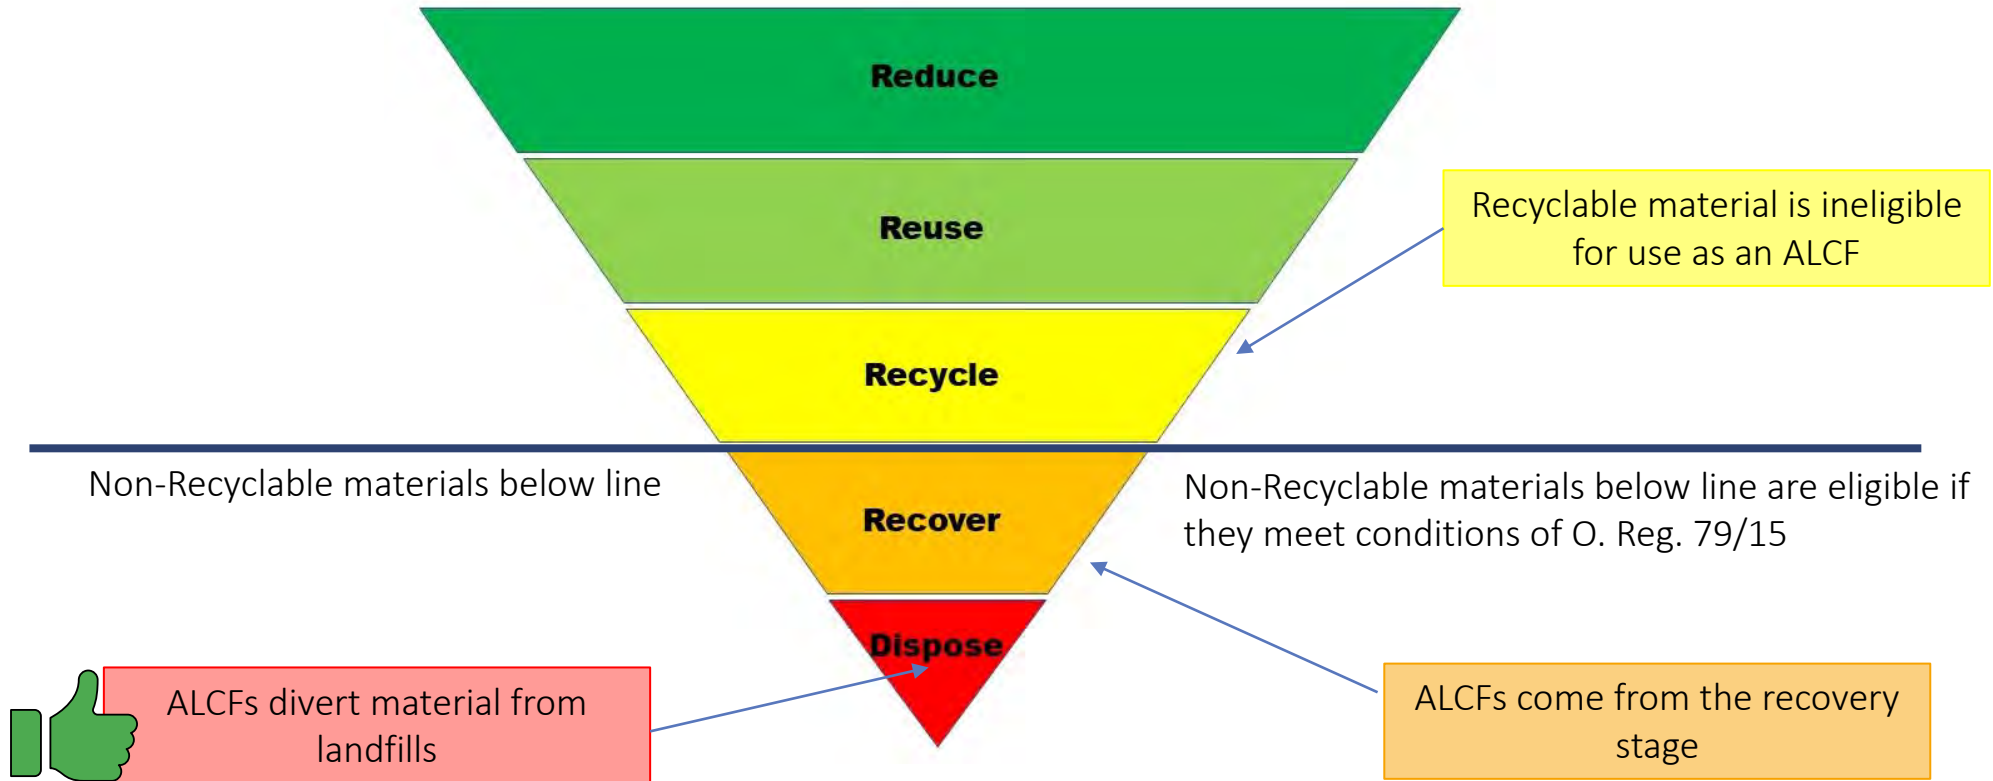 Reduce
Reuse
Recyclable material is ineligible
for use as an ALCF
Recycle
Non-Recyclable materials below line
Non-Recyclable materials below line are eligible if
they meet conditions of O. Reg. 79/15
Recover
Dispose
ALCFs divert material from
landfills
ALCFs come from the recovery
stage